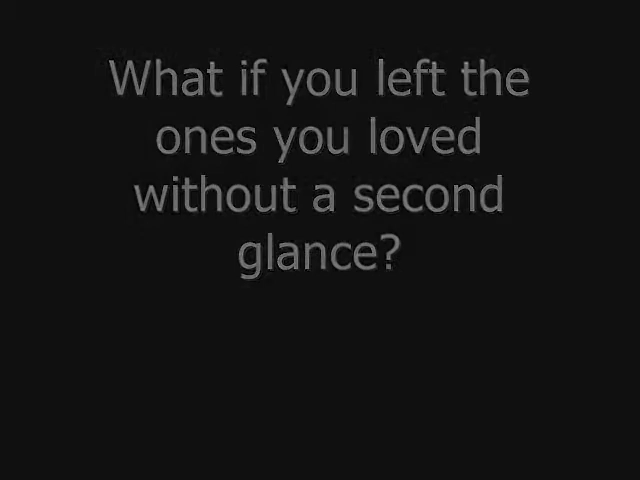 What if you left the
ones you loved
without a second
glance?